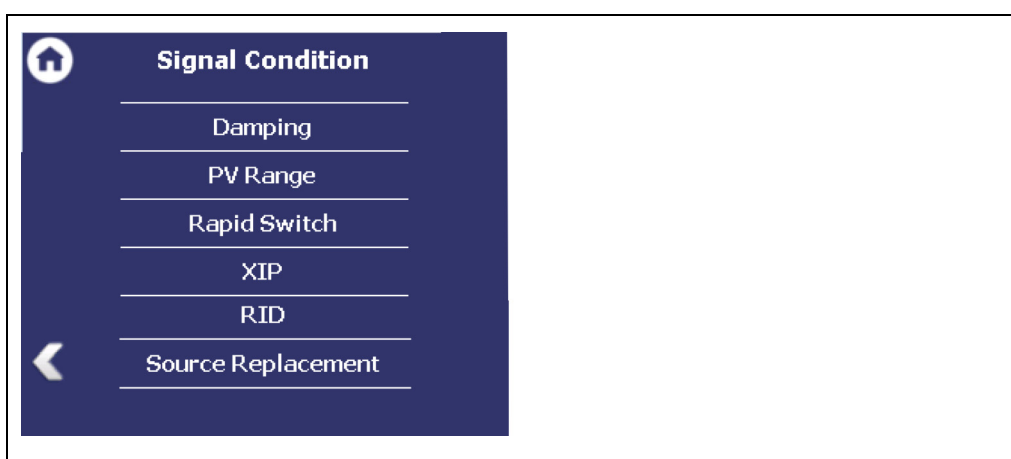 Signal Condition
Damping
PV Range
Rapid Switch
XIP
RID
Source Replacement